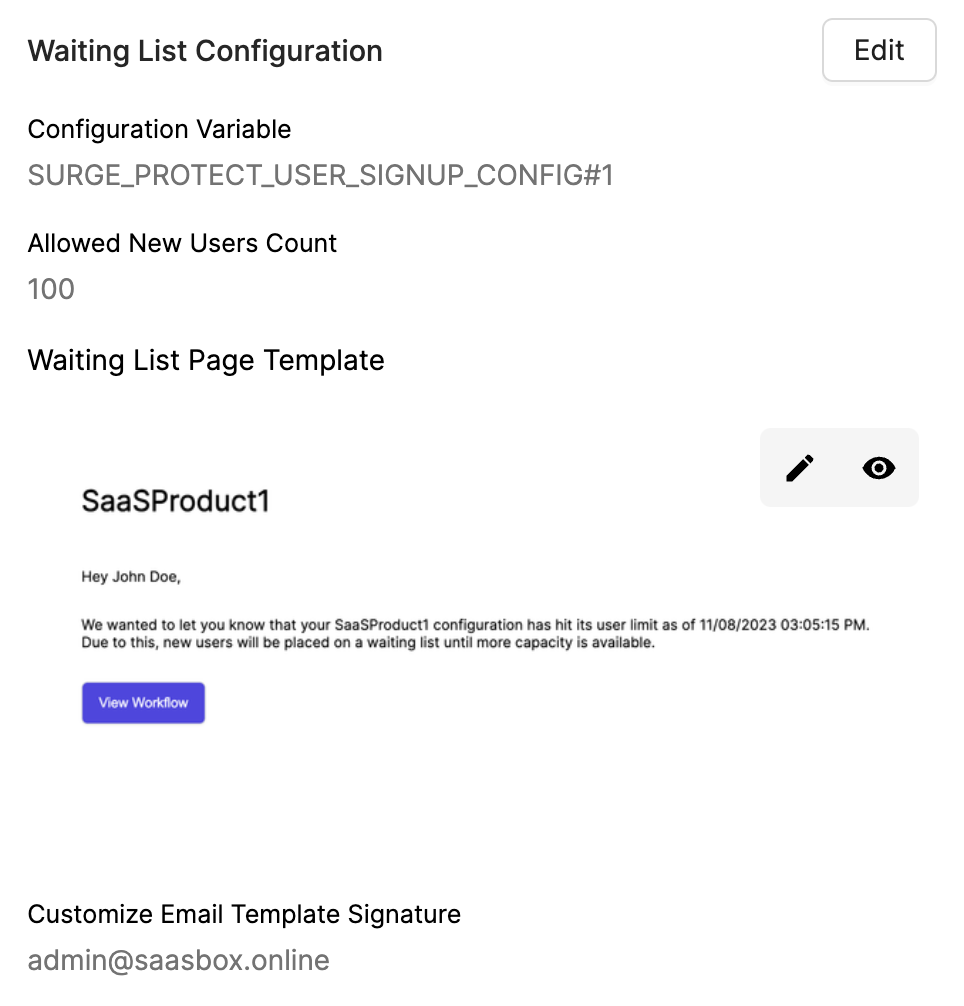 Waiting List Configuration
Edit
Configuration Variable
SURGE_PROTECT_USER_SIGNUP_CONFIG#1
Allowed New Users Count
100
Waiting List Page Template
SaaSProduct1
Hey John Doe,
We wanted to let you know that your SaaSProduct1 configuration has hit its user limit as of 11/08/2023 03:05:15 PM.
Due to this, new users will be placed on a waiting list until more capacity is available.
View Workflow
Customize Email Template Signature
admin@saasbox.online